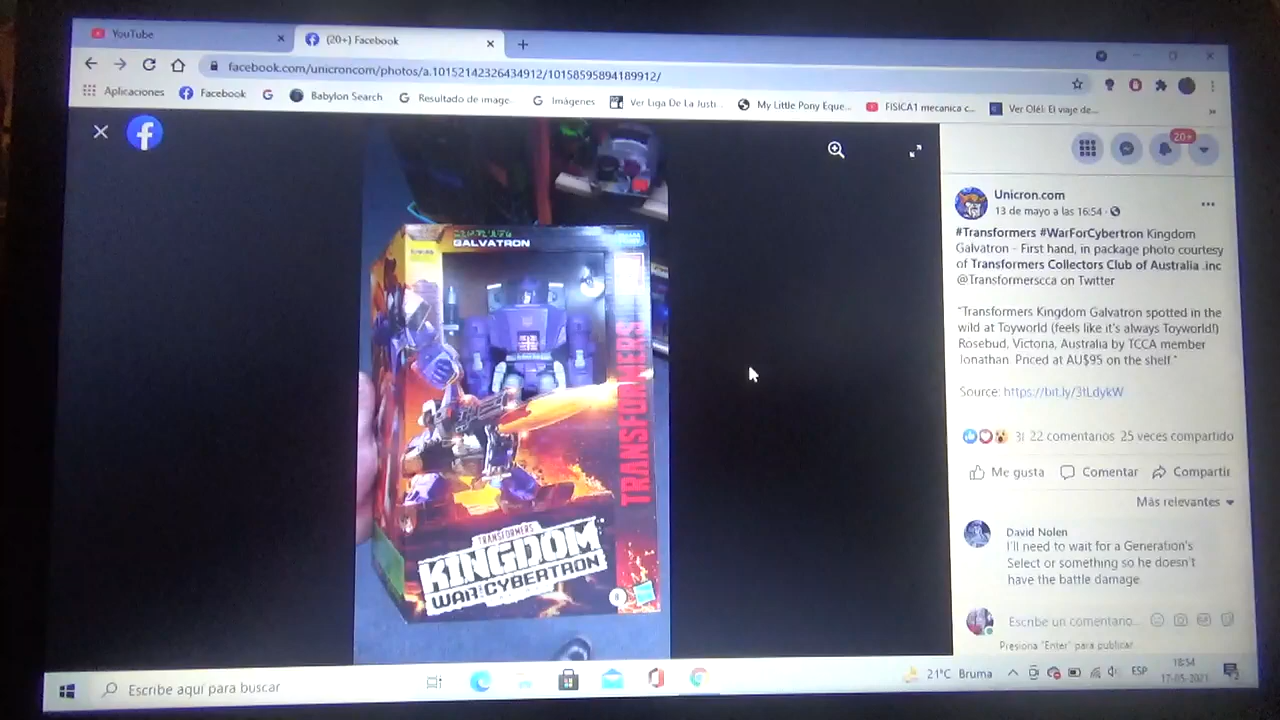 YouTube
(20+) Facebook
facebook.com/unicroncom/photos/a.10152142326434912/10158595894189912/
Aplicaciones
Facebook
Babylon Search
Resultado de image...
Imágenes
Ver Liga De La Justi...
My Little Pony Eque...
FISICA1 mecanica c...
Ver Olél: El viaje de...
20+
Unicron.com
13 de mayo a las 16:54
#Transformers #WarForCybertron Kingdom
Galvatron - First hand, in package photo courtesy
of Transformers Collectors Club of Australia .inc
@Transformerscca on Twitter
"Transformers Kingdom Galvatron spotted in the
wild at Toyworld (feels like it's always Toyworld!)
Rosebud, Victoria, Australia by TCCA member
Jonathan. Priced at AU$95 on the shelf."
Source: https://bit.ly/3tLdykW
22 comentarios 25 veces compartido
Me gusta
Comentar
Compartir
Más relevantes
David Nolen
I'll need to wait for a Generation's
Select or something so he doesn't
have the battle damage
Escribe un comentario...
Presiona "Enter" para publicar.
GALVATRON
TRANSFORMERS
TRANSFORMERS
KINGDOM
WAR FOR CYBERTRON
Escribe aquí para buscar
21°C Bruma
ESP
18:54
17-05-2021